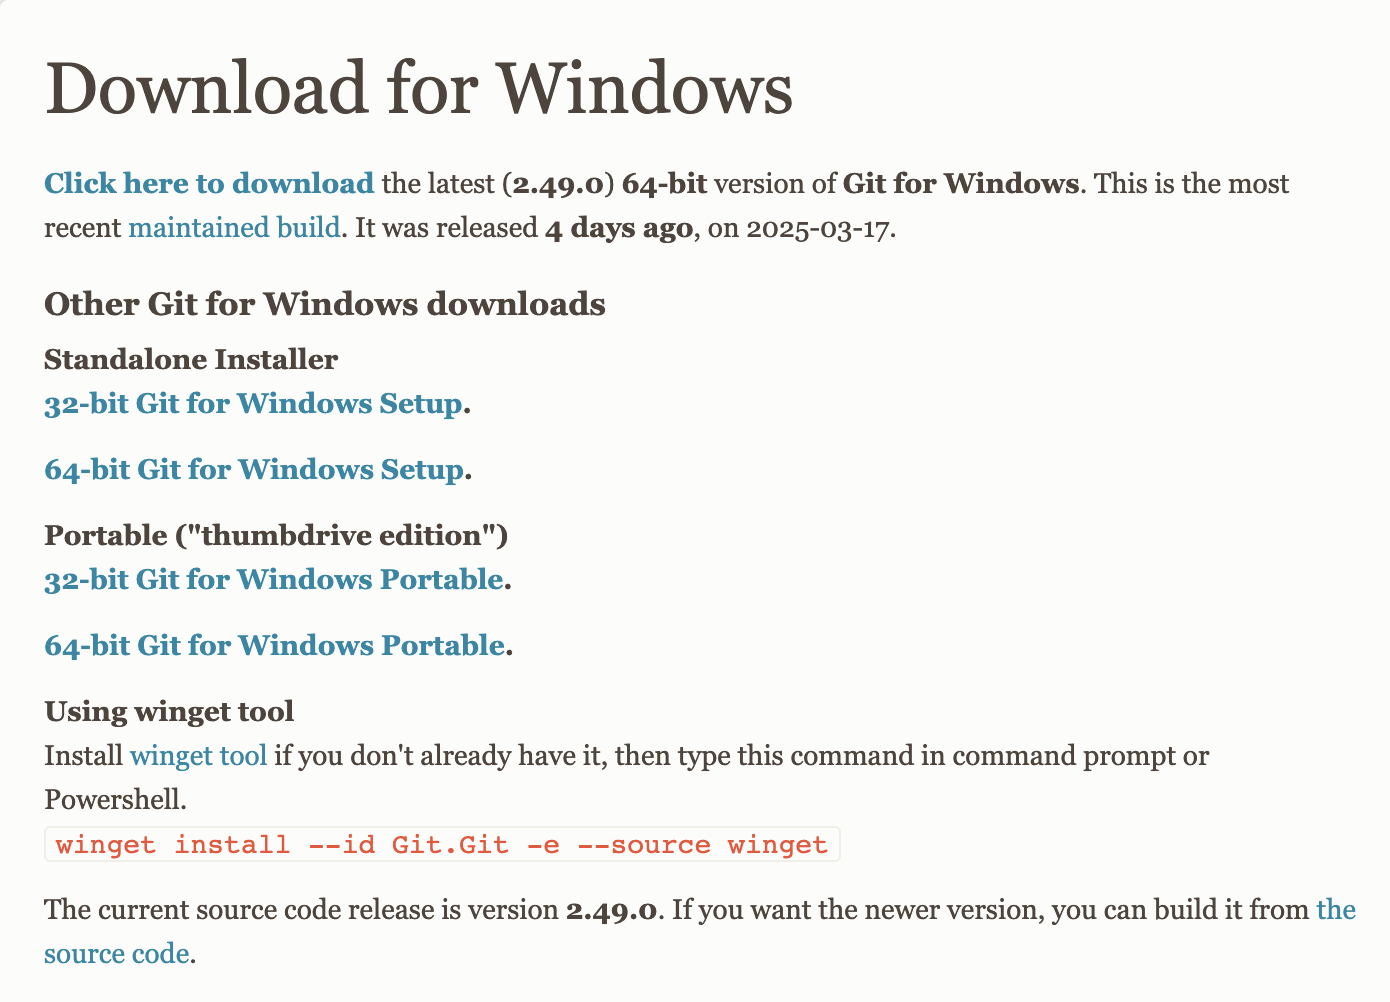 Download for Windows
Click here to download the latest (2.49.0) 64-bit version of Git for Windows. This is the most
recent maintained build. It was released 4 days ago, on 2025-03-17.
Other Git for Windows downloads
Standalone Installer
32-bit Git for Windows Setup.
64-bit Git for Windows Setup.
Portable ("thumbdrive edition")
32-bit Git for Windows Portable.
64-bit Git for Windows Portable.
Using winget tool
Install winget tool if you don't already have it, then type this command in command prompt or
Powershell.
winget install --id Git.Git -e --source winget
The current source code release is version 2.49.0. If you want the newer version, you can build it from the
source code.